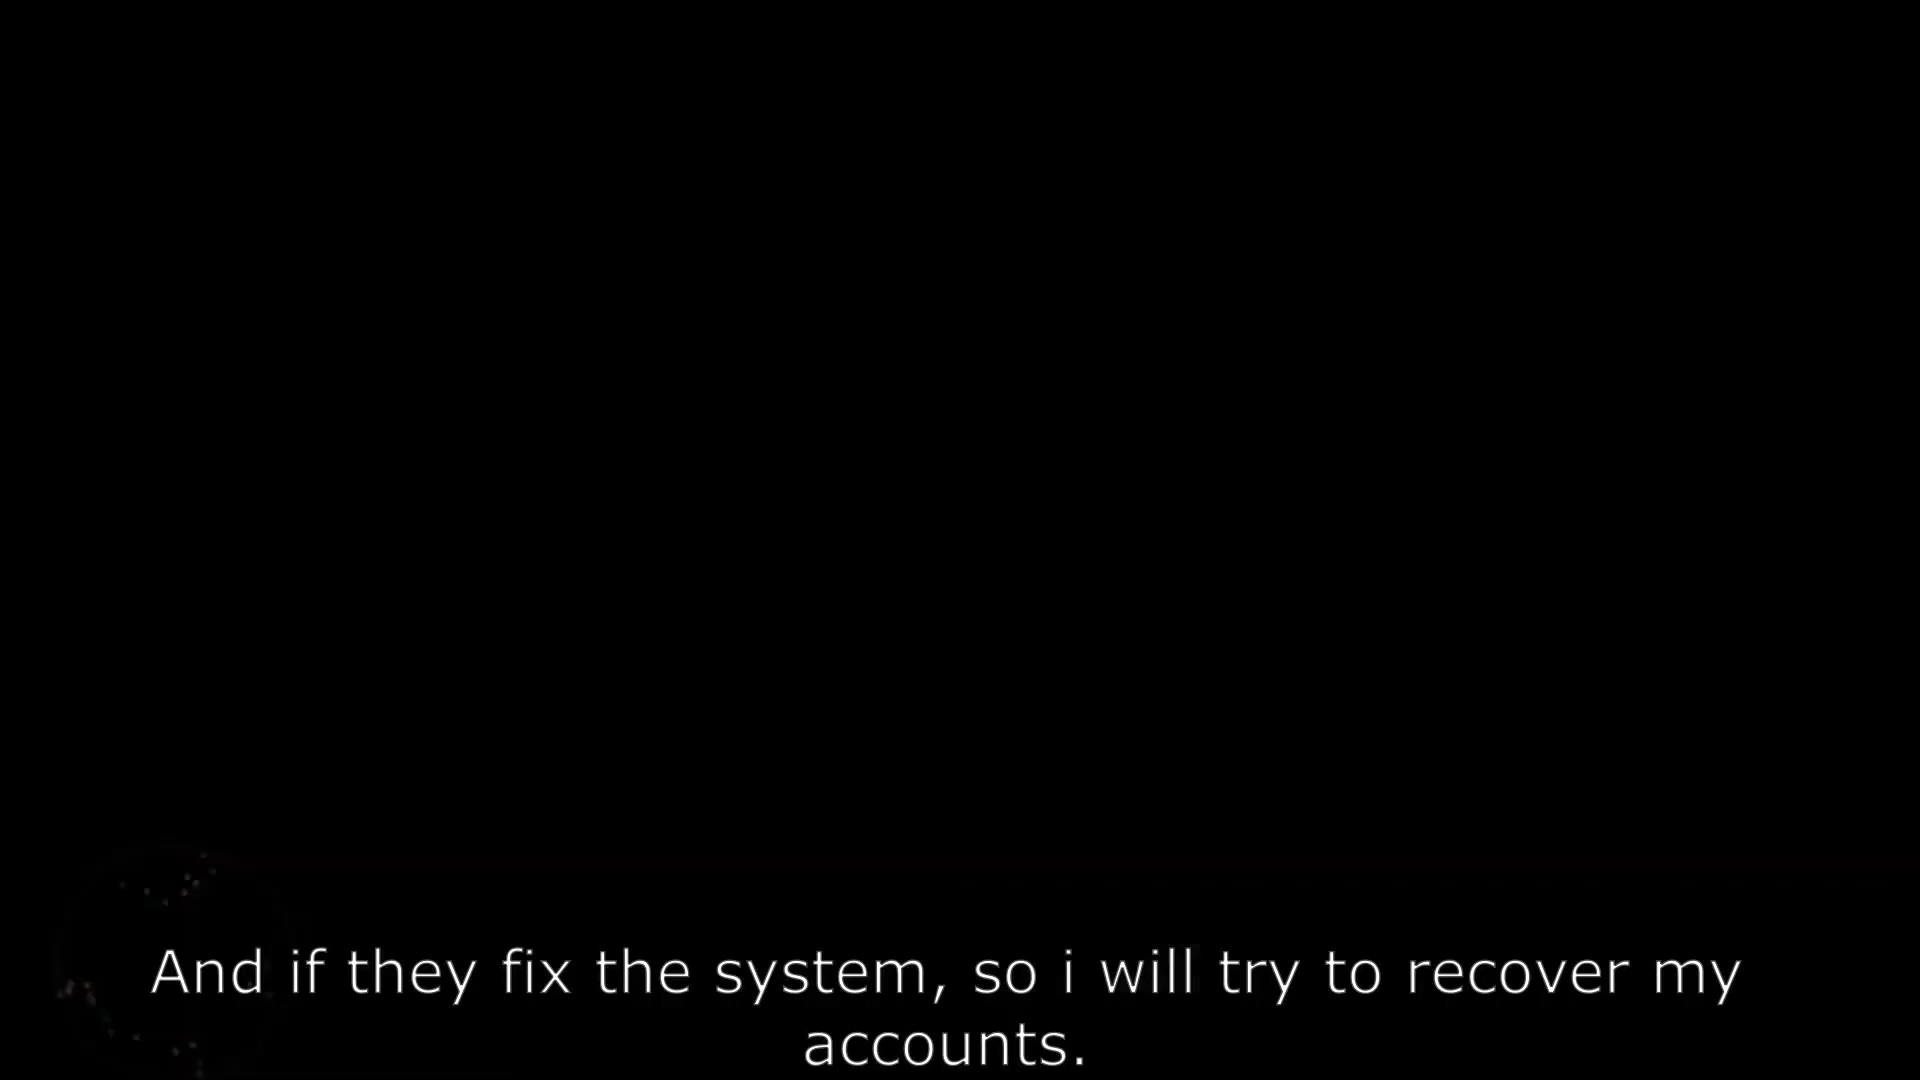 And if they fix the system, so i will try to recover my
accounts.